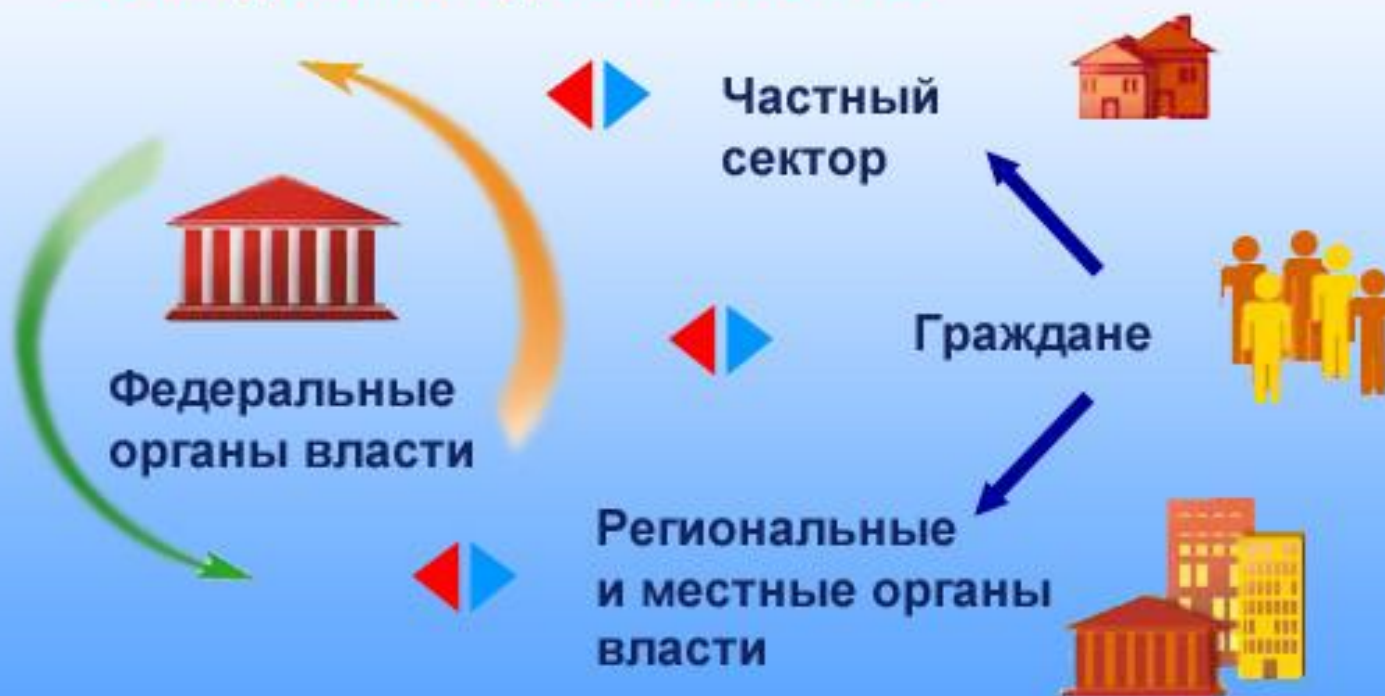 Частный
сектор
Граждане
Федеральные
органы власти
Региональные
и местные органы
власти